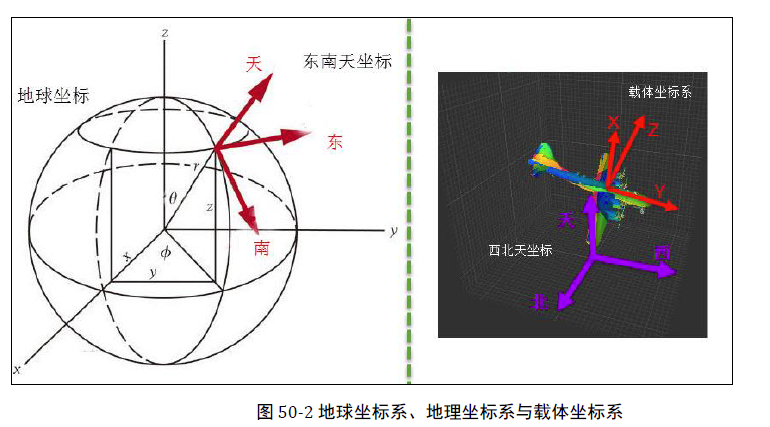 z
天
东南天坐标
地球坐标
东
r
θ
z
y
南
x
ϕ
y
x
载体坐标系
X
Z
Y
天
西北天坐标
西
北
图 50-2 地球坐标系、地理坐标系与载体坐标系